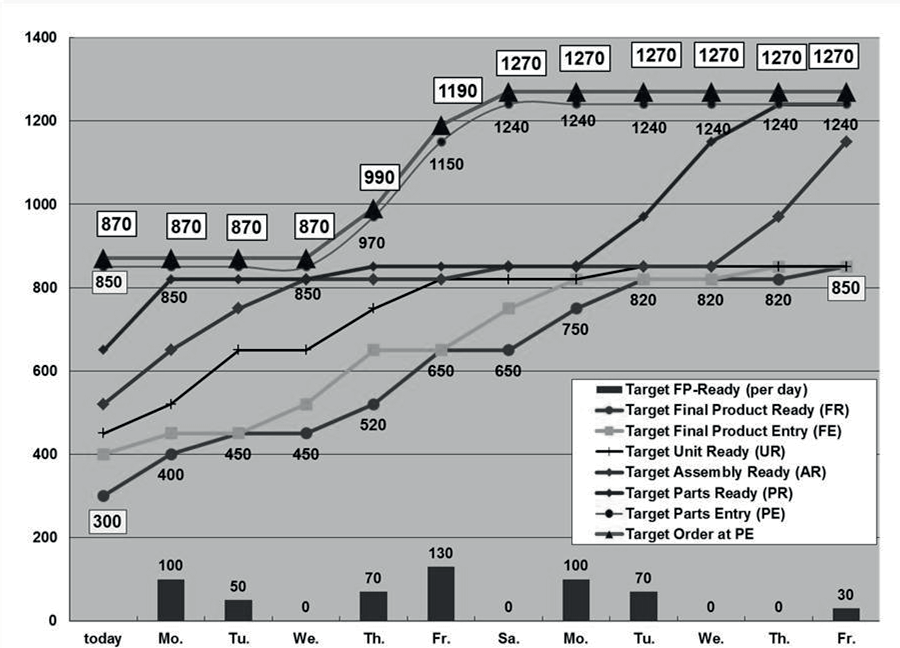 1400
1270 1270 1270 1270 1270 1270
1200
1190
1240 1240 1240 1240 1240 1240
1150
1000
990
970
870 870 870 870
850 850 850
800
850
820 820 820
750
600
650 650
520
400
400 450 450
300
200
Target FP-Ready (per day)
Target Final Product Ready (FR)
Target Final Product Entry (FE)
Target Unit Ready (UR)
Target Assembly Ready (AR)
Target Parts Ready (PR)
Target Parts Entry (PE)
Target Order at PE
100 50 0 70 130 0 100 70 0 0 30
0
today Mo. Tu. We. Th. Fr. Sa. Mo. Tu. We. Th. Fr.